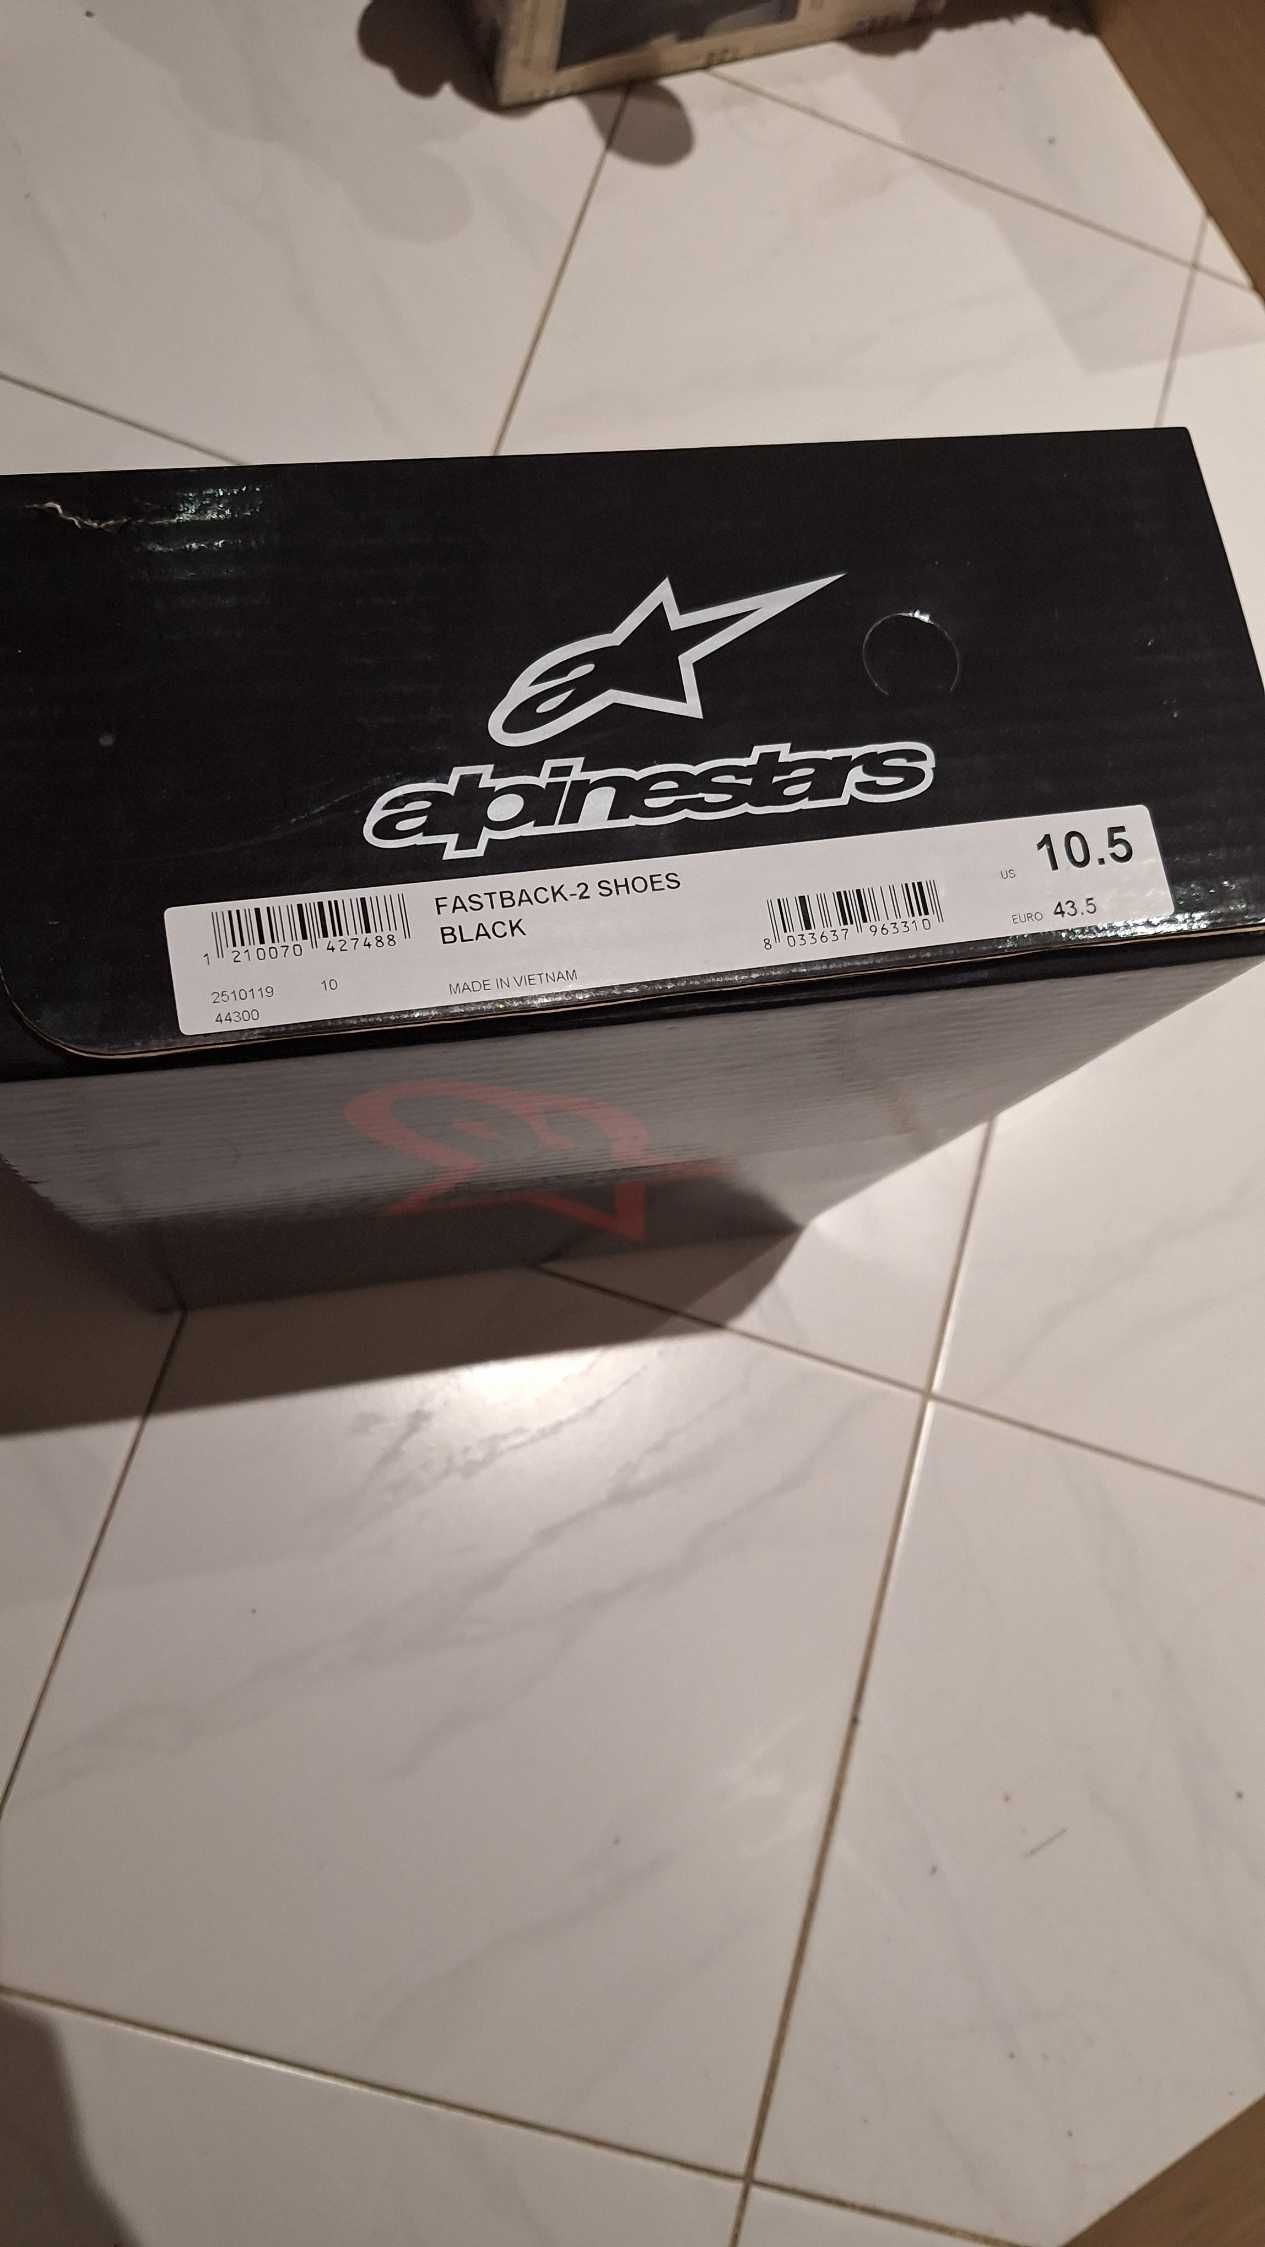 alpinestars
FASTBACK-2 SHOES
BLACK
US 10.5
EURO 43.5
1 210070 427488
8 033637 963310
2510119 10
44300
MADE IN VIETNAM